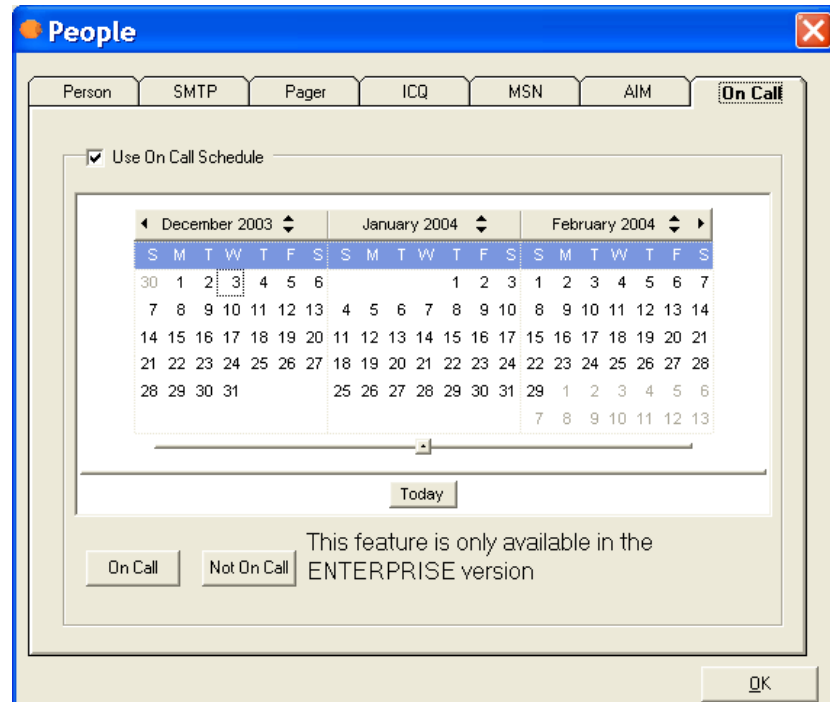 People
Person SMTP Pager ICQ MSN AIM On Call
Use On Call Schedule
December 2003 January 2004 February 2004
S M T W T F S S M T W T F S S M T W T F S
30 1 2 3 4 5 6 1 2 3 1 2 3 4 5 6 7
7 8 9 10 11 12 13 4 5 6 7 8 9 10 8 9 10 11 12 13 14
14 15 16 17 18 19 20 11 12 13 14 15 16 17 15 16 17 18 19 20 21
21 22 23 24 25 26 27 18 19 20 21 22 23 24 22 23 24 25 26 27 28
28 29 30 31 25 26 27 28 29 30 31 29 1 2 3 4 5 6
7 8 9 10 11 12 13
Today
On Call Not On Call This feature is only available in the
ENTERPRISE version
OK